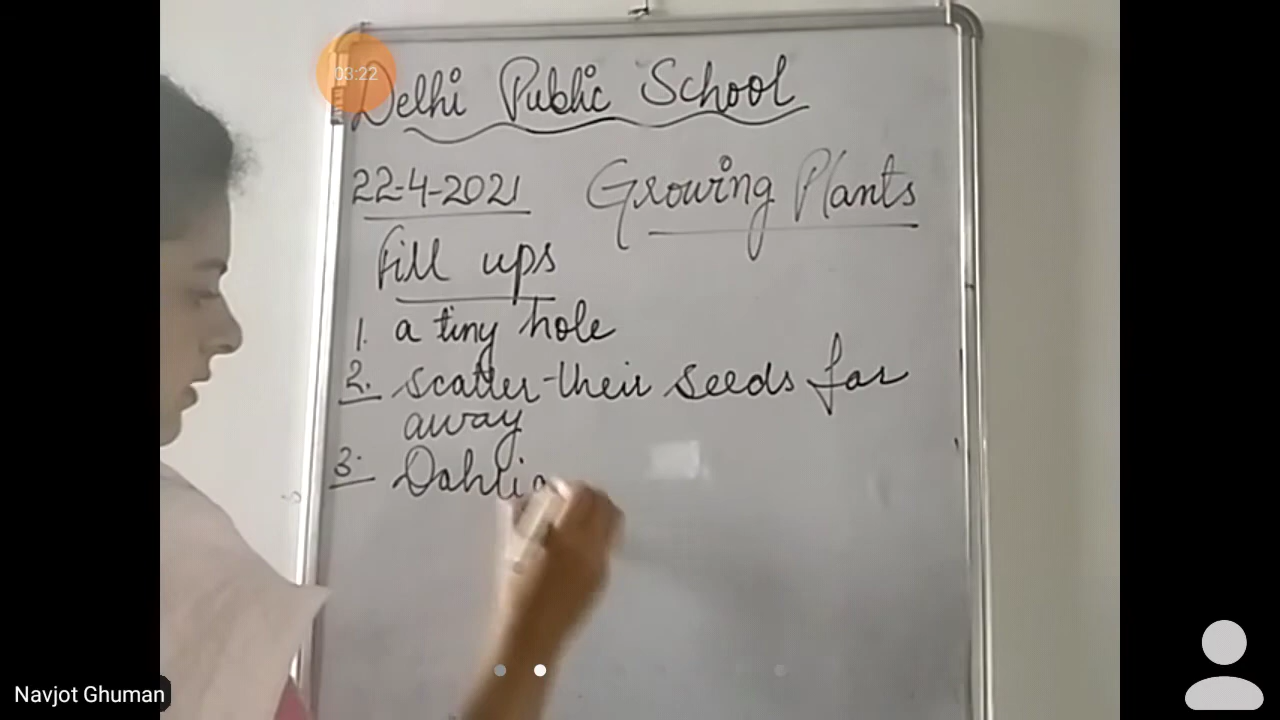 03:22
Delhi Public School
22-4-2021 Growing Plants
Fill ups
1. a tiny hole
2. scatter their seeds far
away
3. Dahlia
Navjot Ghuman